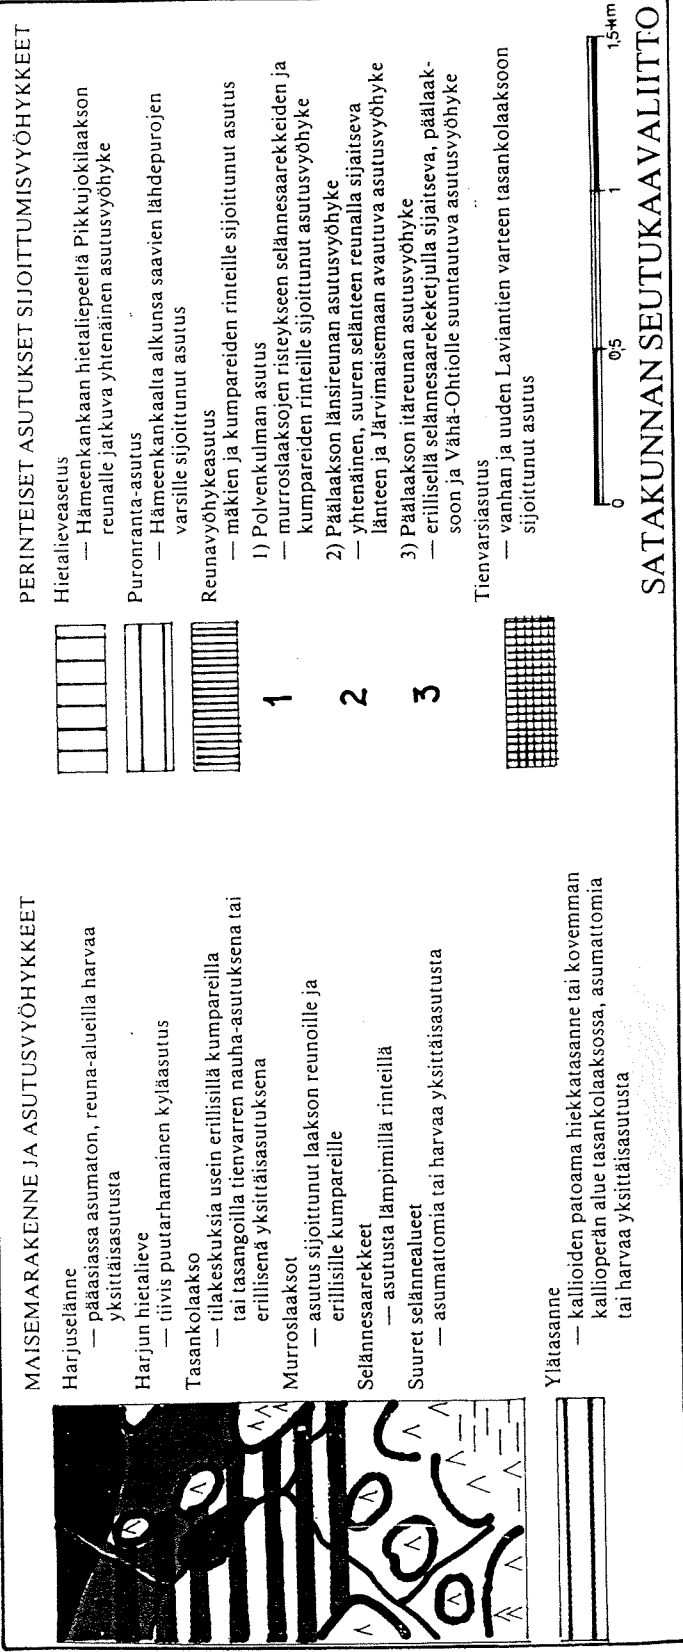 MAISEMARAKENNE JA ASUTUSVYÖHYKKEET
Harjuselänne
— pääasiassa asumaton, reuna-alueilla harvaa
yksittäisasutusta
Harjun hietalieve
— tiivis puutarhamainen kyläasutus
Tasankolaakso
— tilakeskuksia usein erillisillä kumpareilla
tai tasangoilla tienvarren nauha-asutuksena tai
erillisenä yksittäisasutuksena
Murroslaaksot
— asutus sijoittunut laakson reunoille ja
erillisille kumpareille
Selännesaarekkeet
— asutusta lämpimillä rinteillä
Suuret selännealueet
— asumattomia tai harvaa yksittäisasutusta
Ylätasanne
— kallioiden patoama hiekkatasanne tai kovemman
kallioperän alue tasankolaaksossa, asumattomia
tai harvaa yksittäisasutusta
PERINTEISET ASUTUKSET SIJOITTUMISVYÖHYKKEET
Hietalieveasetus
— Hämeenkankaan hietaliepeeltä Pikkujokilaakson
reunalle jatkuva yhtenäinen asutusvyöhyke
Puronranta-asutus
— Hämeenkankaalta alkunsa saavien lähdepurojen
varsille sijoittunut asutus
Reunavyöhykeasutus
— mäkien ja kumpareiden rinteille sijoittunut asutus
1
1) Polvenkulman asutus
— murroslaaksojen risteykseen selännesaarekkeiden ja
kumpareiden rinteille sijoittunut asutusvyöhyke
2
2) Päälaakson länsireunan asutusvyöhyke
— yhtenäinen, suuren selänteen reunalla sijaitseva
länteen ja Järvimaisemaan avautuva asutusvyöhyke
3
3) Päälaakson itäreunan asutusvyöhyke
— erillisellä selännesaarekeketjulla sijaitseva, päälaak-
soon ja Vähä-Ohtiolle suuntautuva asutusvyöhyke
Tienvarsiasutus
— vanhan ja uuden Laviantien varteen tasankolaaksoon
sijoittunut asutus
0 0,5 1 1,5 km
SATAKUNNAN SEUTUKAAVALIITTO